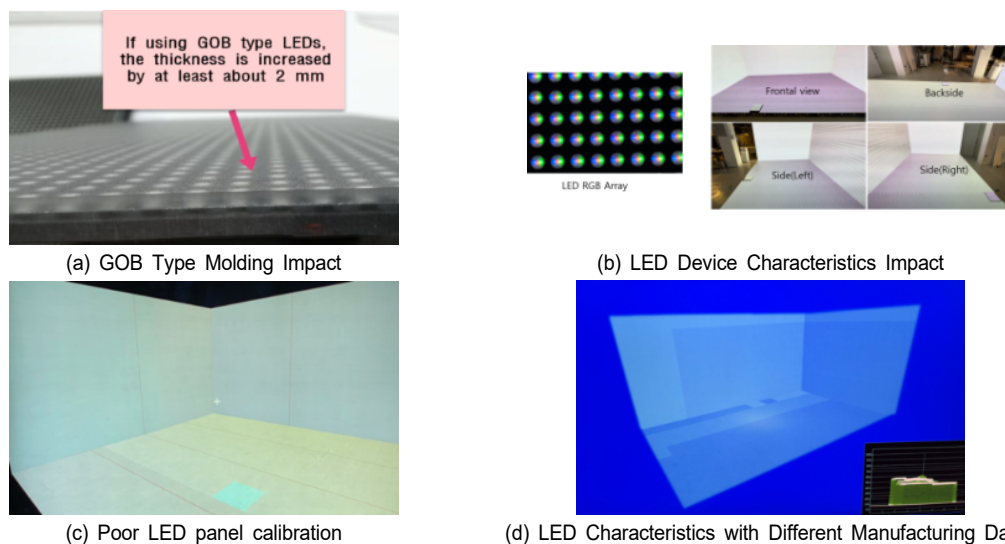 If using GOB type LEDs,
the thickness is increased
by at least about 2 mm
LED RGB Array
Frontal view
Backside
Side(Left)
Side(Right)
(a) GOB Type Molding Impact
(b) LED Device Characteristics Impact
(c) Poor LED panel calibration
(d) LED Characteristics with Different Manufacturing